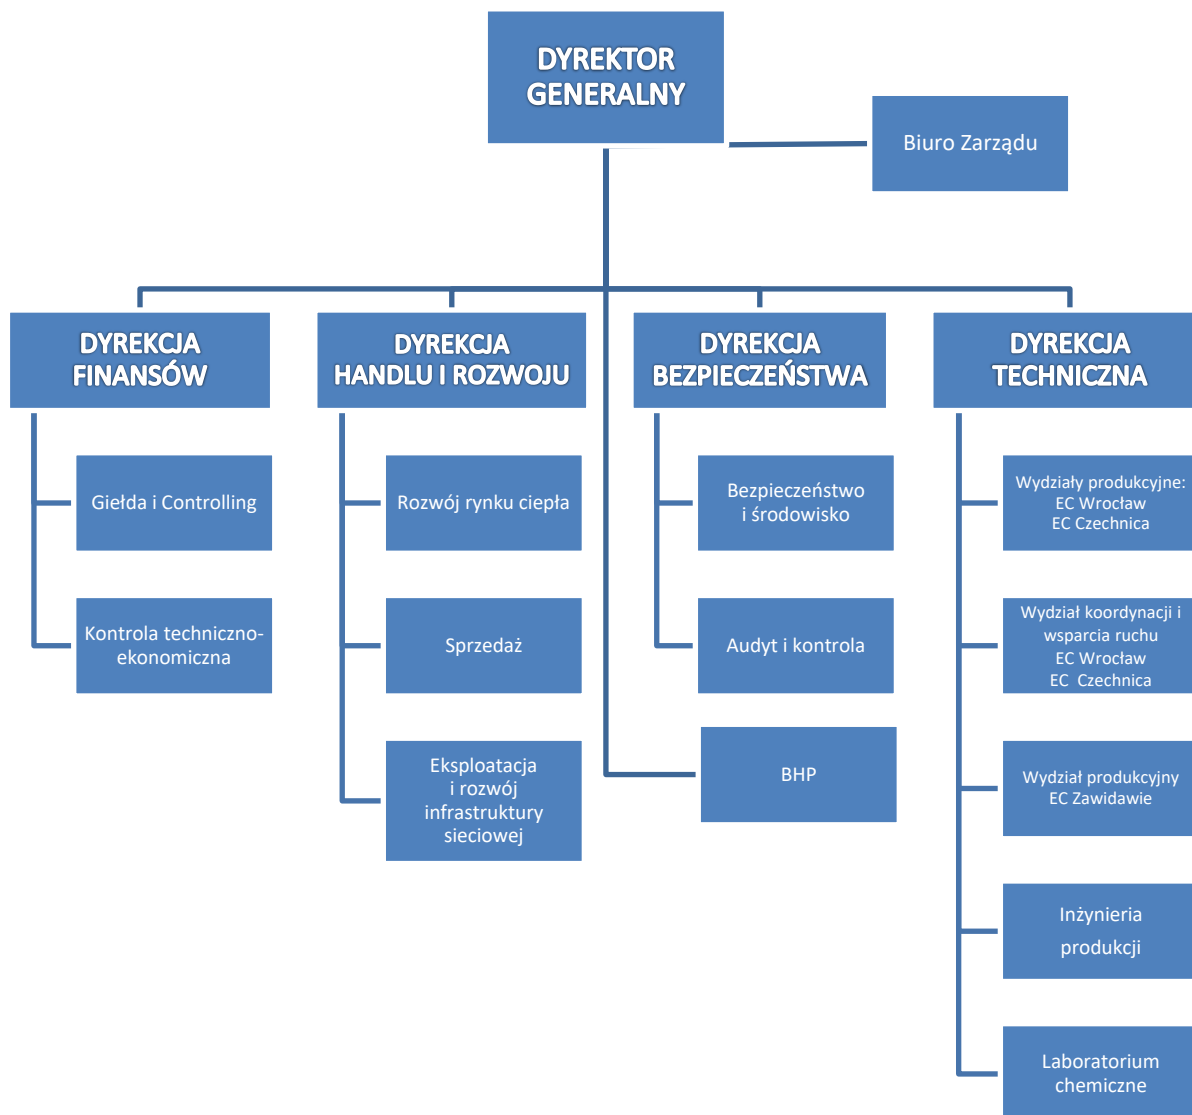 DYREKTOR
GENERALNY
Biuro Zarządu
DYREKCJA
FINANSÓW
DYREKCJA
HANDLU I ROZWOJU
DYREKCJA
BEZPIECZEŃSTWA
DYREKCJA
TECHNICZNA
Giełda i Controlling
Kontrola techniczno-
ekonomiczna
Rozwój rynku ciepła
Sprzedaż
Eksploatacja
i rozwój
infrastruktury
sieciowej
Bezpieczeństwo
i środowisko
Audyt i kontrola
BHP
Wydziały produkcyjne:
EC Wrocław
EC Czechnica
Wydział koordynacji i
wsparcia ruchu
EC Wrocław
EC Czechnica
Wydział produkcyjny
EC Zawidawie
Inżynieria
produkcji
Laboratorium
chemiczne